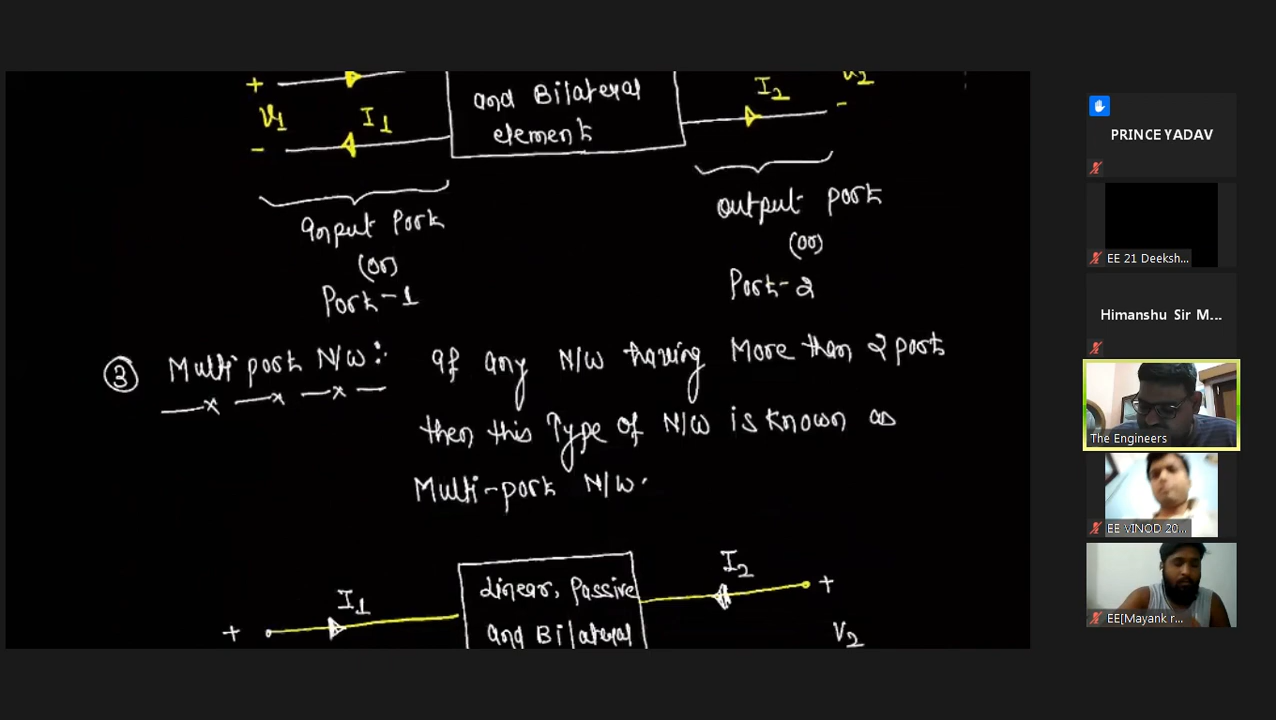 +
V1
-
I1
and Bilateral
element
I2
V2
-
Input Port
(or)
Port-1
output port
(or)
Port-2
③ Multi port N/W: If any N/W having More then 2 port
then this Type of N/W is known as
Multi-port N/W.
+
I1
Linear, Passive
and Bilateral
I2
+
V2
PRINCE YADAV
EE 21 Deeksh...
Himanshu Sir M...
The Engineers
EE VINOD 20...
EE[Mayank r...